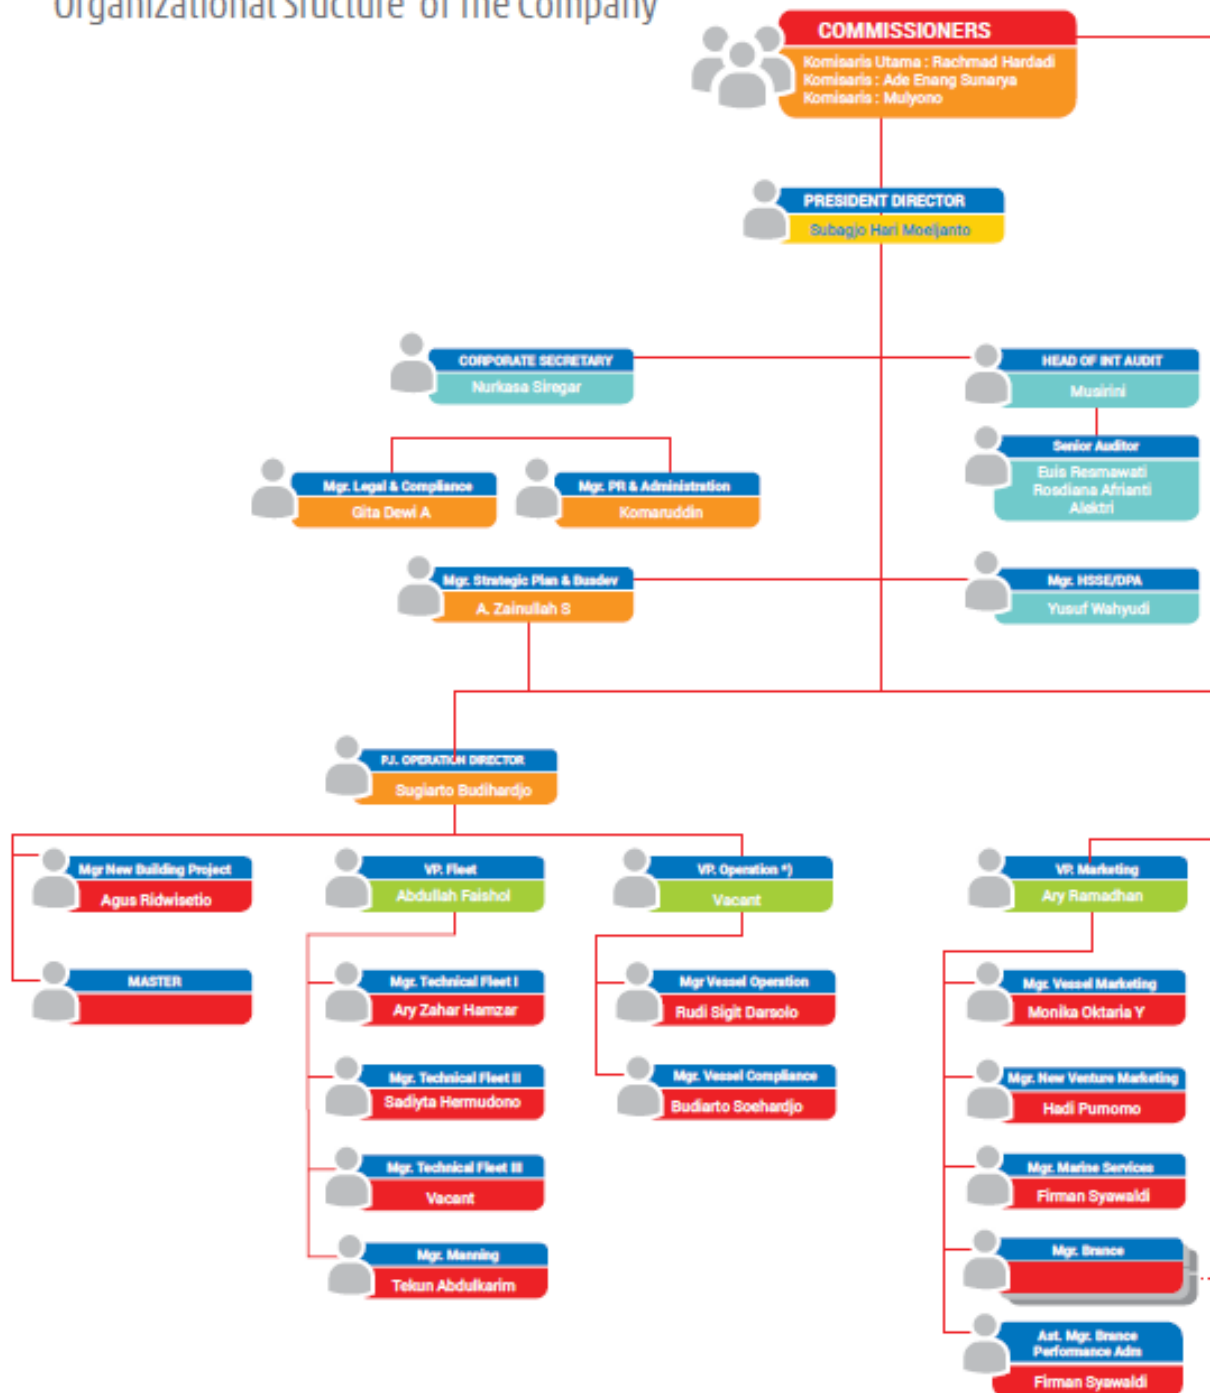 Organizational Structure of The Company
COMMISSIONERS
Komisaris Utama : Rachmad Hardadi
Komisaris : Ade Enang Sunarya
Komisaris : Mulyono
PRESIDENT DIRECTOR
Subagjo Hari Moeljanto
CORPORATE SECRETARY
Nurkasa Siregar
HEAD OF INT AUDIT
Musirini
Senior Auditor
Euis Resmawati
Rosdiana Afrianti
Alektri
Mgr. Legal & Compliance
Gita Dewi A
Mgr. PR & Administration
Komaruddin
Mgr. Strategic Plan & Busdev
A. Zainullah S
Mgr. HSSE/DPA
Yusuf Wahyudi
PJ. OPERATION DIRECTOR
Sugiarto Budihardjo
Mgr New Building Project
Agus Ridwisetio
VP. Fleet
Abdullah Faishol
VP. Operation *)
Vacant
VP. Marketing
Ary Ramadhan
MASTER
Mgr. Technical Fleet I
Ary Zahar Hamzar
Mgr Vessel Operation
Rudi Sigit Darsolo
Mgr. Vessel Marketing
Monika Oktaria Y
Mgr. Technical Fleet II
Sadiyta Hermudono
Mgr. Vessel Compliance
Budiarto Soehardjo
Mgr. New Venture Marketing
Hadi Purnomo
Mgr. Technical Fleet III
Vacant
Mgr. Marine Services
Firman Syawaldi
Mgr. Manning
Tekun Abdulkarim
Mgr. Brance
Ast. Mgr. Brance
Performance Adm
Firman Syawaldi